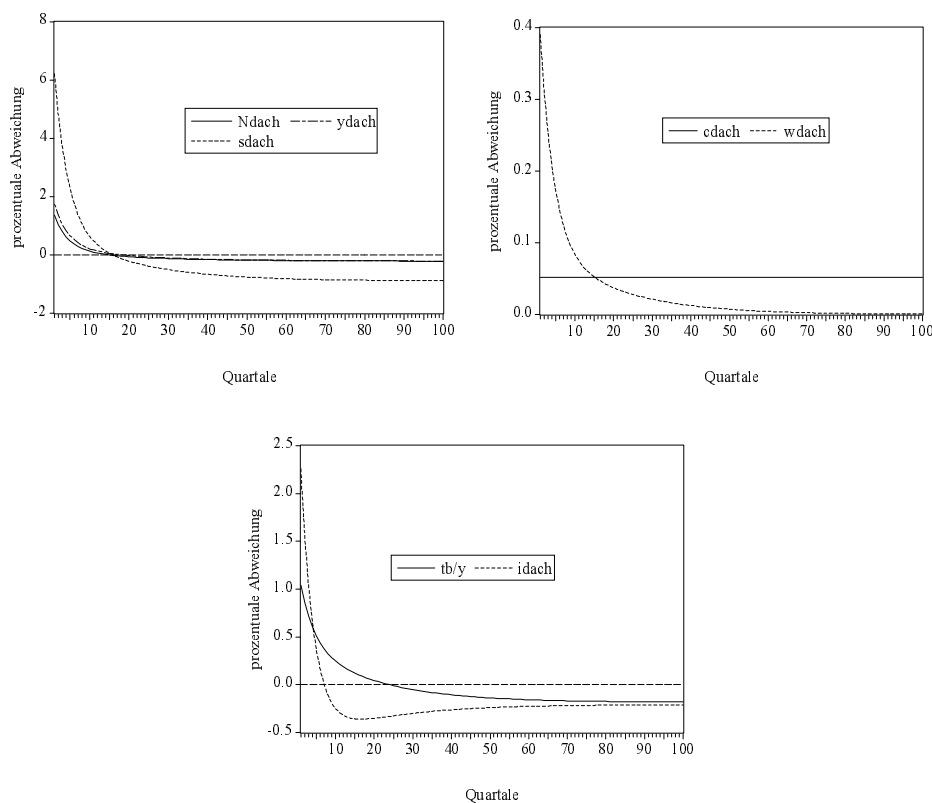 8
6
4
2
0
-2
prozentuale Abweichung
Ndach
ydach
sdach
10 20 30 40 50 60 70 80 90 100
Quartale
0.4
0.3
0.2
0.1
0.0
prozentuale Abweichung
cdach
wdach
10 20 30 40 50 60 70 80 90 100
Quartale
2.5
2.0
1.5
1.0
0.5
0.0
-0.5
prozentuale Abweichung
tb/y
idach
10 20 30 40 50 60 70 80 90 100
Quartale